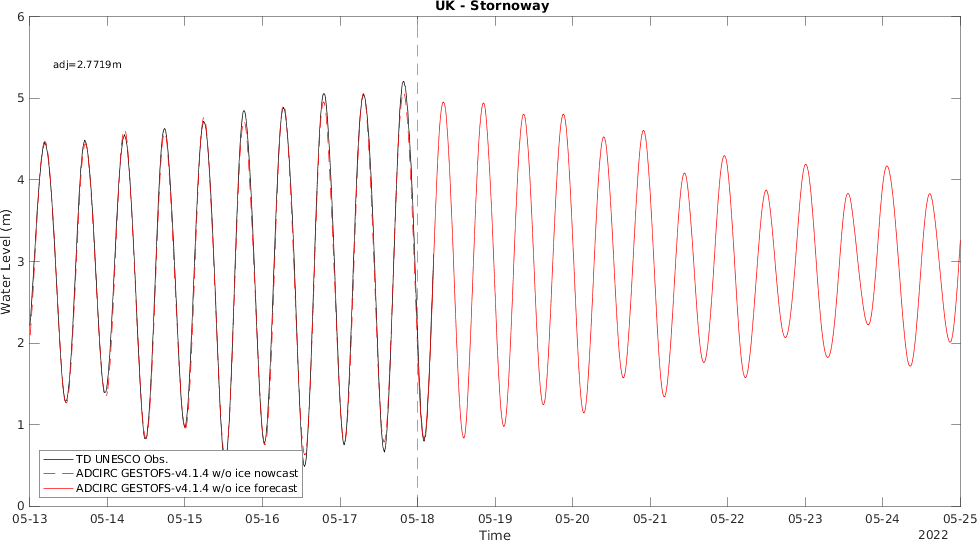 UK - Stornoway
adj=2.7719m
Water Level (m)
6
5
4
3
2
1
0
TD UNESCO Obs.
ADCIRC GESTOFS-v4.1.4 w/o ice nowcast
ADCIRC GESTOFS-v4.1.4 w/o ice forecast
05-13 05-14 05-15 05-16 05-17 05-18 05-19 05-20 05-21 05-22 05-23 05-24 05-25
Time
2022